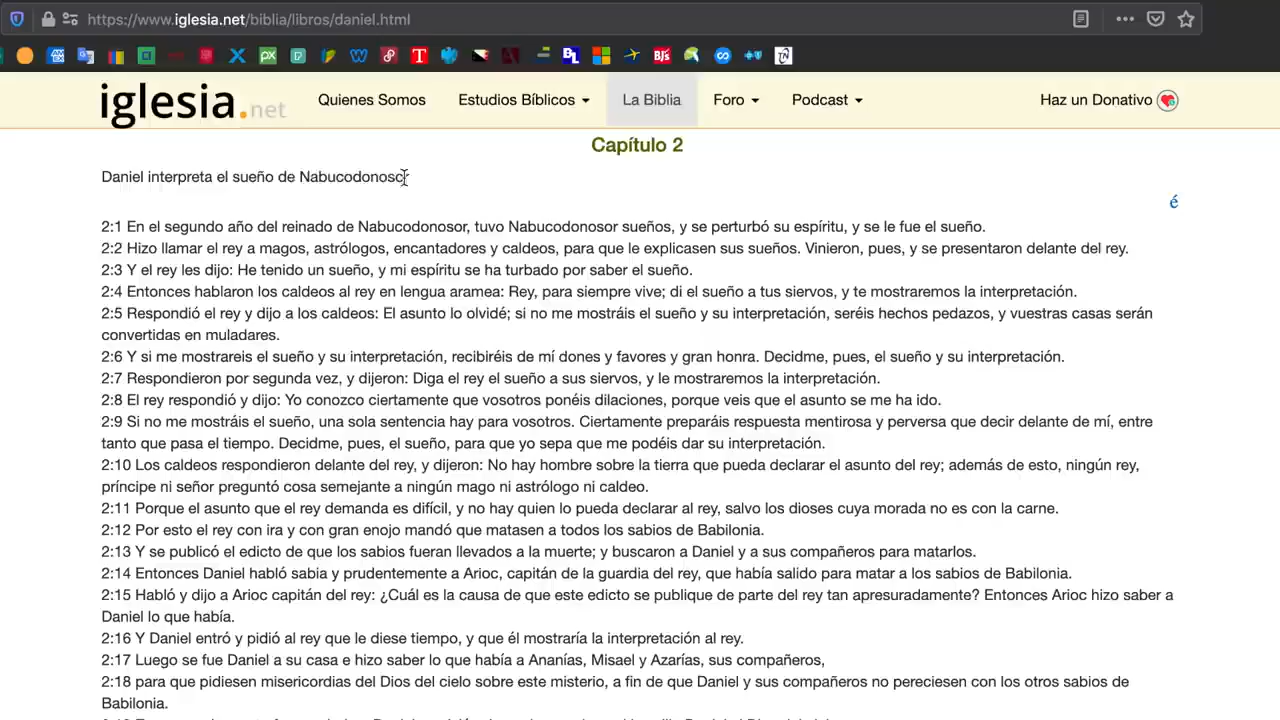 https://www.iglesia.net/biblia/libros/daniel.html
iglesia.net
Quienes Somos
Estudios Bíblicos
La Biblia
Foro
Podcast
Haz un Donativo
Capítulo 2
Daniel interpreta el sueño de Nabucodonosor
é
2:1 En el segundo año del reinado de Nabucodonosor, tuvo Nabucodonosor sueños, y se perturbó su espíritu, y se le fue el sueño.
2:2 Hizo llamar el rey a magos, astrólogos, encantadores y caldeos, para que le explicasen sus sueños. Vinieron, pues, y se presentaron delante del rey.
2:3 Y el rey les dijo: He tenido un sueño, y mi espíritu se ha turbado por saber el sueño.
2:4 Entonces hablaron los caldeos al rey en lengua aramea: Rey, para siempre vive; di el sueño a tus siervos, y te mostraremos la interpretación.
2:5 Respondió el rey y dijo a los caldeos: El asunto lo olvidé; si no me mostráis el sueño y su interpretación, seréis hechos pedazos, y vuestras casas serán
convertidas en muladares.
2:6 Y si me mostrareis el sueño y su interpretación, recibiréis de mí dones y favores y gran honra. Decidme, pues, el sueño y su interpretación.
2:7 Respondieron por segunda vez, y dijeron: Diga el rey el sueño a sus siervos, y le mostraremos la interpretación.
2:8 El rey respondió y dijo: Yo conozco ciertamente que vosotros ponéis dilaciones, porque veis que el asunto se me ha ido.
2:9 Si no me mostráis el sueño, una sola sentencia hay para vosotros. Ciertamente preparáis respuesta mentirosa y perversa que decir delante de mí, entre
tanto que pasa el tiempo. Decidme, pues, el sueño, para que yo sepa que me podéis dar su interpretación.
2:10 Los caldeos respondieron delante del rey, y dijeron: No hay hombre sobre la tierra que pueda declarar el asunto del rey; además de esto, ningún rey,
príncipe ni señor preguntó cosa semejante a ningún mago ni astrólogo ni caldeo.
2:11 Porque el asunto que el rey demanda es difícil, y no hay quien lo pueda declarar al rey, salvo los dioses cuya morada no es con la carne.
2:12 Por esto el rey con ira y con gran enojo mandó que matasen a todos los sabios de Babilonia.
2:13 Y se publicó el edicto de que los sabios fueran llevados a la muerte; y buscaron a Daniel y a sus compañeros para matarlos.
2:14 Entonces Daniel habló sabia y prudentemente a Arioc, capitán de la guardia del rey, que había salido para matar a los sabios de Babilonia.
2:15 Habló y dijo a Arioc capitán del rey: ¿Cuál es la causa de que este edicto se publique de parte del rey tan apresuradamente? Entonces Arioc hizo saber a
Daniel lo que había.
2:16 Y Daniel entró y pidió al rey que le diese tiempo, y que él mostraría la interpretación al rey.
2:17 Luego se fue Daniel a su casa e hizo saber lo que había a Ananías, Misael y Azarías, sus compañeros,
2:18 para que pidiesen misericordias del Dios del cielo sobre este misterio, a fin de que Daniel y sus compañeros no pereciesen con los otros sabios de
Babilonia.